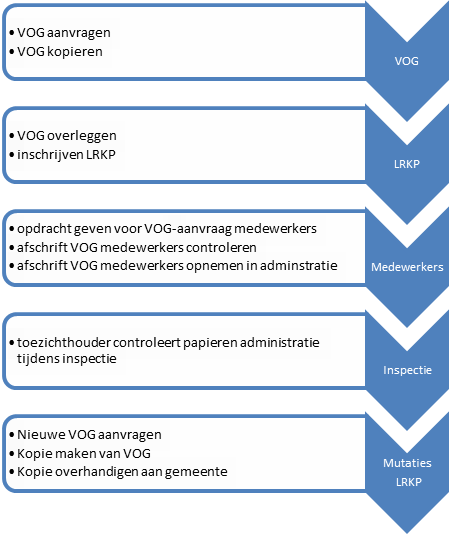 • VOG aanvragen
• VOG kopieren
VOG
• VOG overleggen
• inschrijven LRKP
LRKP
• opdracht geven voor VOG-aanvraag medewerkers
• afschrift VOG medewerkers controleren
• afschrift VOG medewerkers opnemen in adminstratie
Medewerkers
• toezichthouder controleert papieren administratie
tijdens inspectie
Inspectie
• Nieuwe VOG aanvragen
• Kopie maken van VOG
• Kopie overhandigen aan gemeente
Mutaties
LRKP